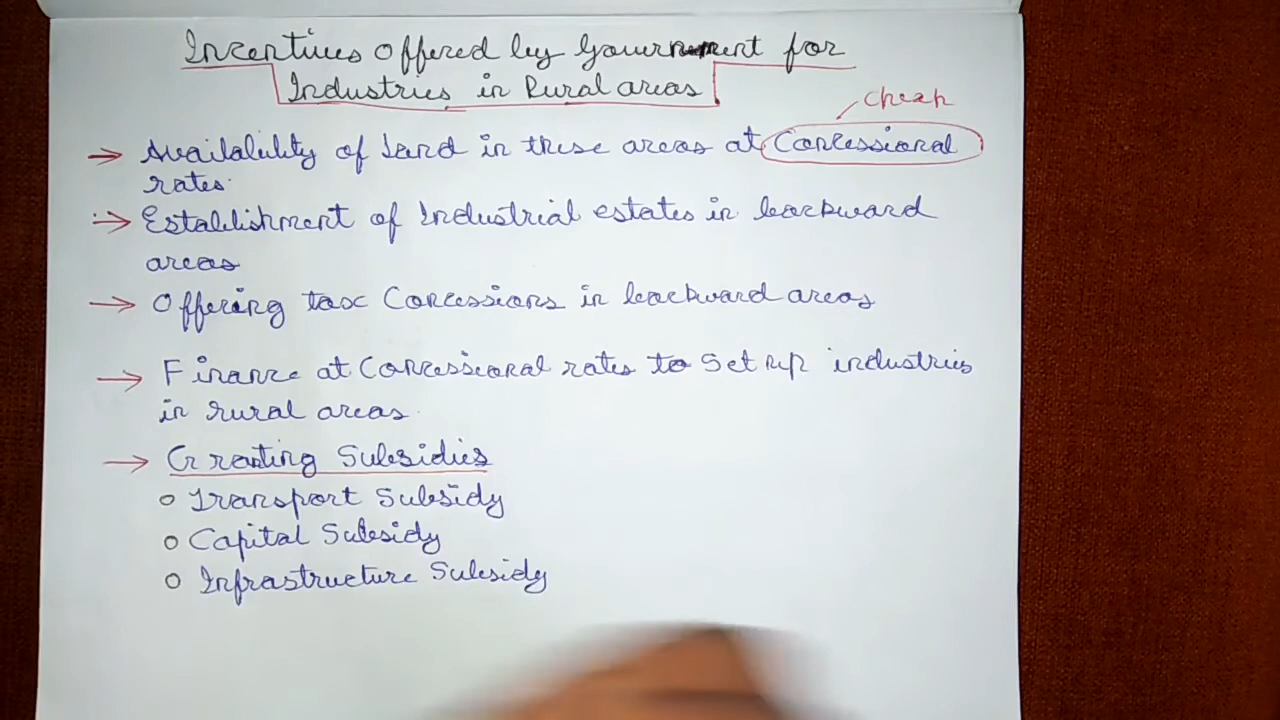 Incentives Offered by Government for
Industries in Rural areas
cheap
→ Availability of Land in these areas at Concessional
rates.
→ Establishment of Industrial estates in backward
areas
→ Offering tax Concessions in backward areas
→ Finance at Concessional rates to Set up industries
in rural areas.
→ Granting Subsidies
○ Transport Subsidy
○ Capital Subsidy
○ Infrastructure Subsidy